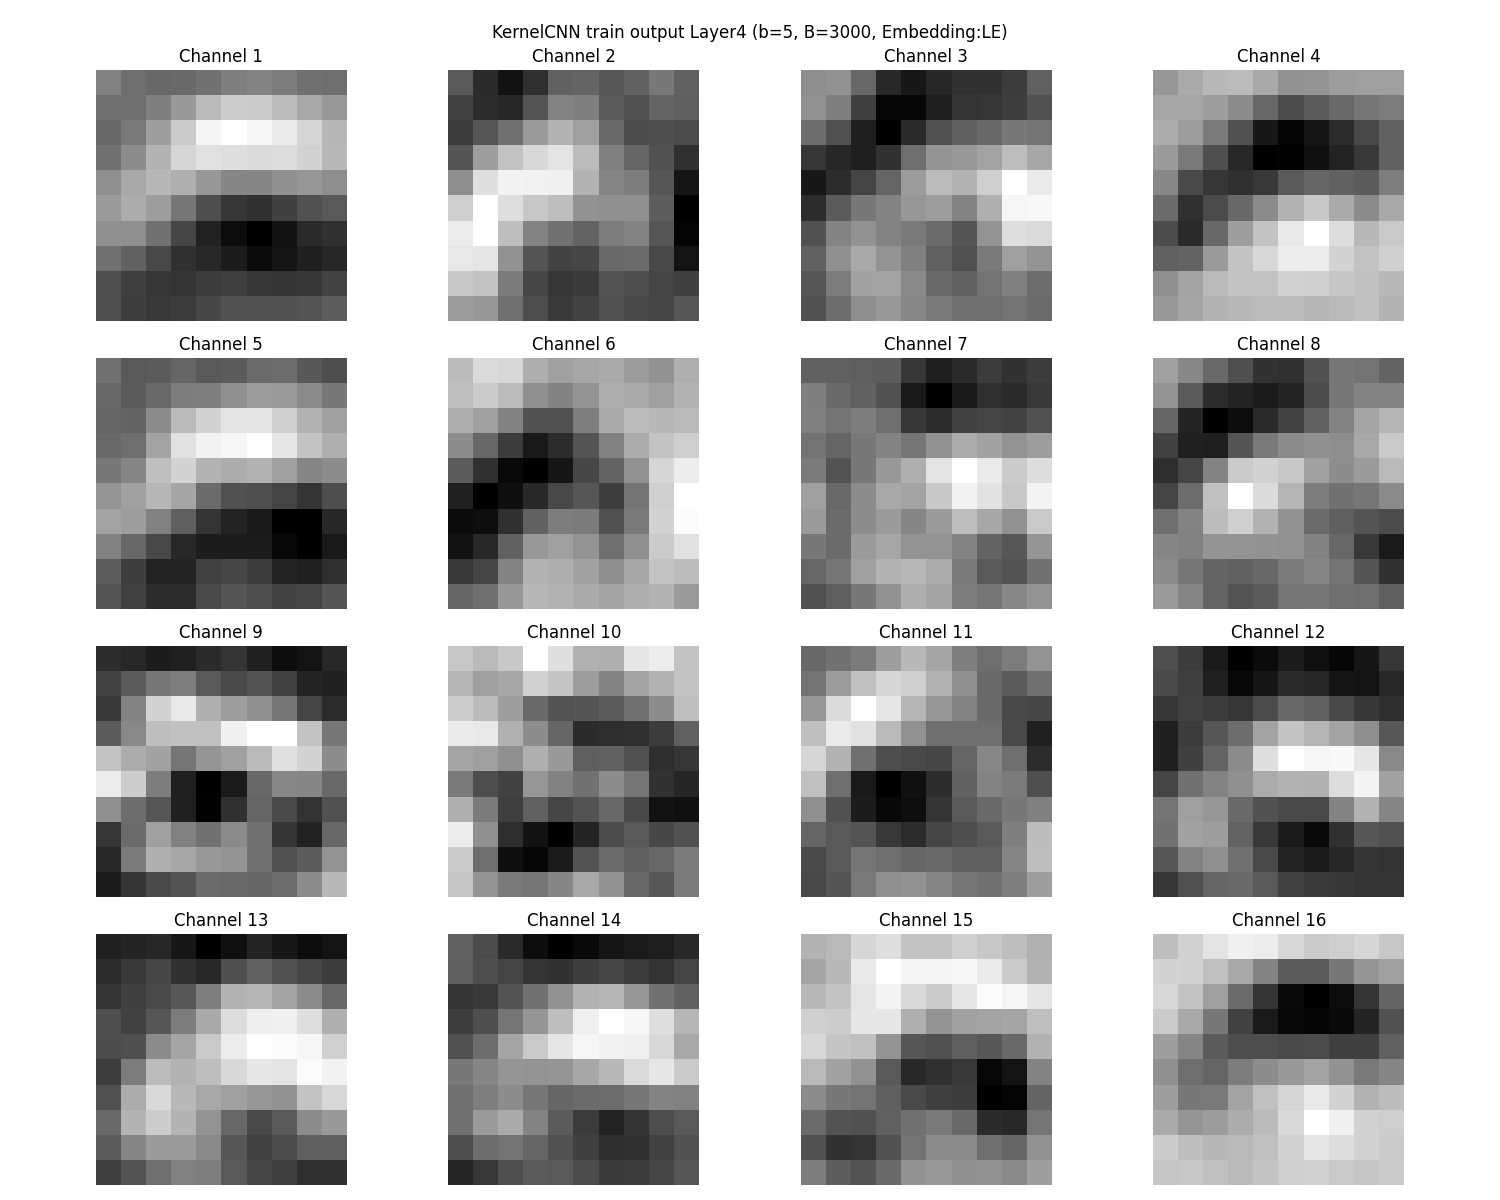 KernelCNN train output Layer4 (b=5, B=3000, Embedding:LE)
Channel 1
Channel 2
Channel 3
Channel 4
Channel 5
Channel 6
Channel 7
Channel 8
Channel 9
Channel 10
Channel 11
Channel 12
Channel 13
Channel 14
Channel 15
Channel 16